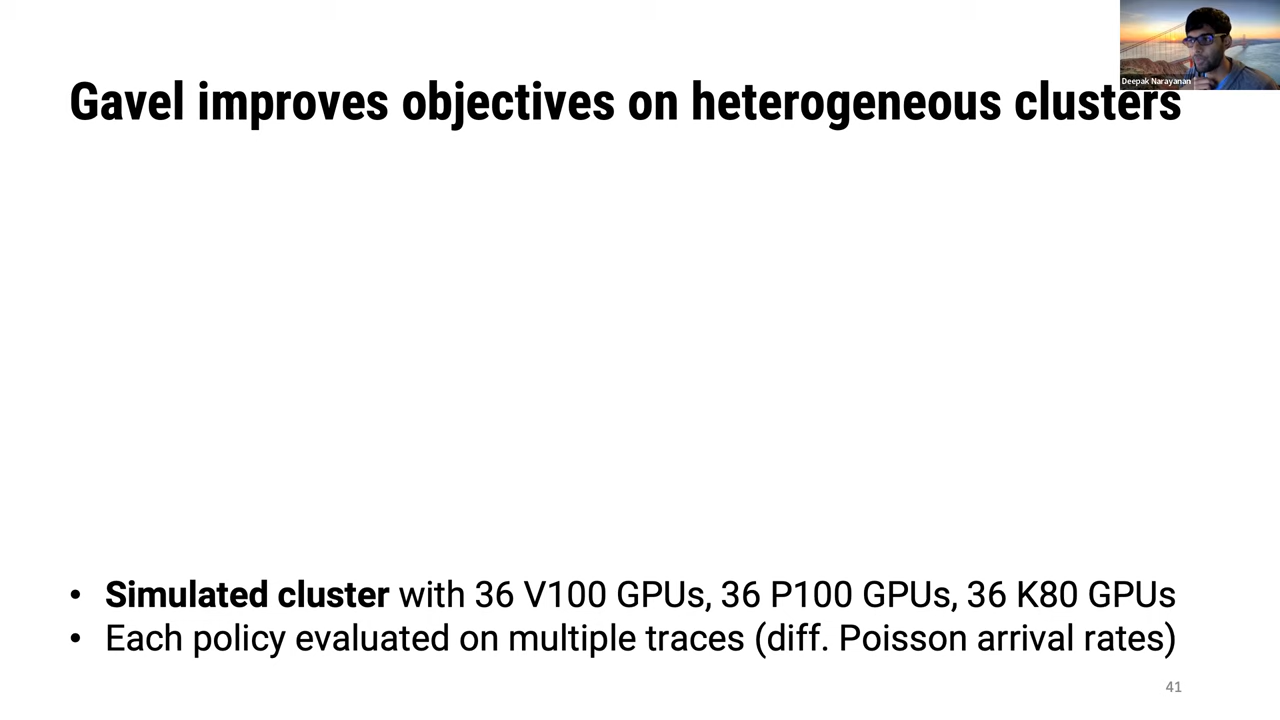 Deepak Narayanan
Gavel improves objectives on heterogeneous clusters
• Simulated cluster with 36 V100 GPUs, 36 P100 GPUs, 36 K80 GPUs
• Each policy evaluated on multiple traces (diff. Poisson arrival rates)
41